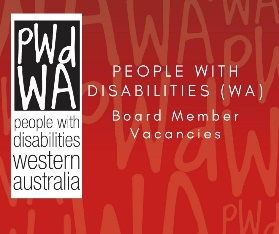 PWd
WA
people with
disabilities
western
australia
PEOPLE WITH
DISABILITIES (WA)
Board Member
Vacancies